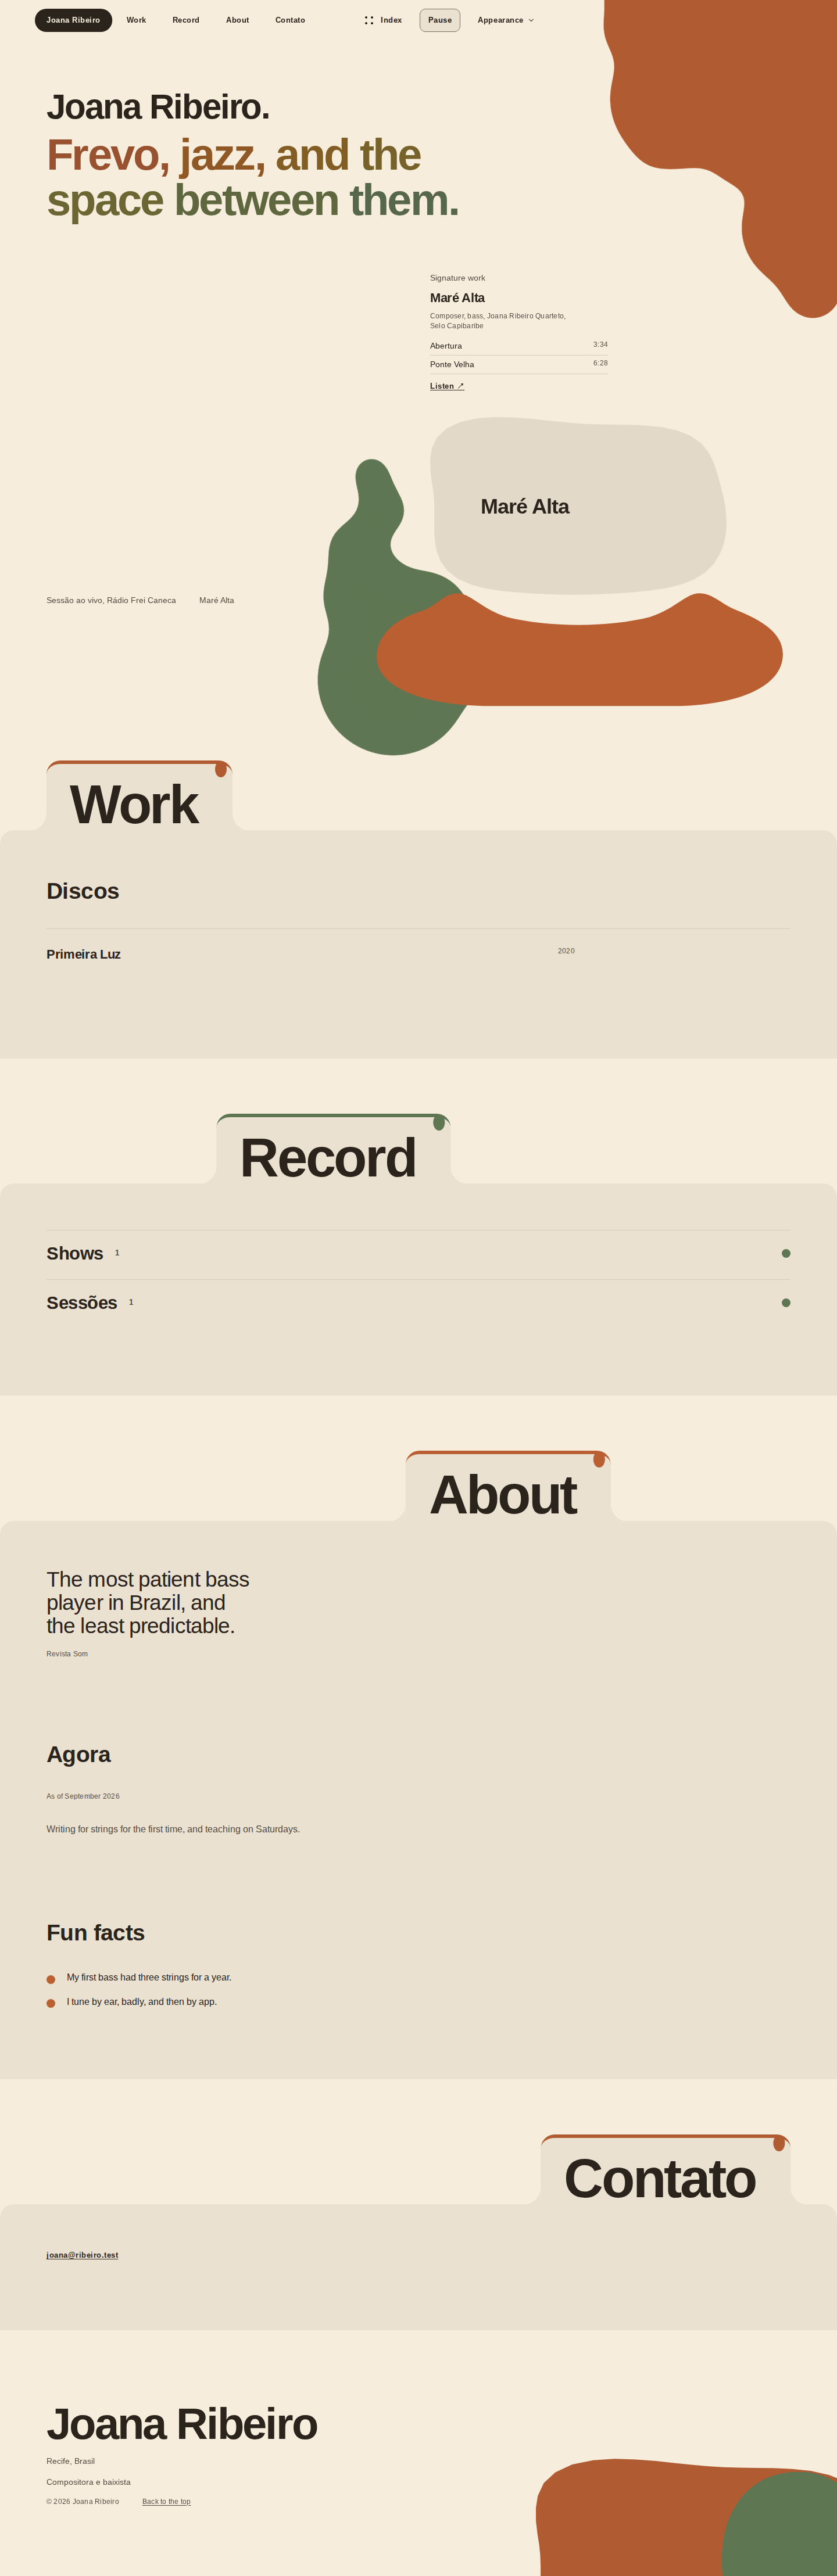 Joana Ribeiro Work Record About Contato Index Pause Appearance
Joana Ribeiro.
Frevo, jazz, and the
space between them.
Signature work
Maré Alta
Composer, bass, Joana Ribeiro Quarteto,
Selo Capibaribe
Abertura 3:34
Ponte Velha 6:28
Listen ↗
Maré Alta
Sessão ao vivo, Rádio Frei Caneca Maré Alta
Work
Discos
Primeira Luz 2020
Record
Shows 1
Sessões 1
About
The most patient bass
player in Brazil, and
the least predictable.
Revista Som
Agora
As of September 2026
Writing for strings for the first time, and teaching on Saturdays.
Fun facts
My first bass had three strings for a year.
I tune by ear, badly, and then by app.
Contato
joana@ribeiro.test
Joana Ribeiro
Recife, Brasil
Compositora e baixista
© 2026 Joana Ribeiro Back to the top